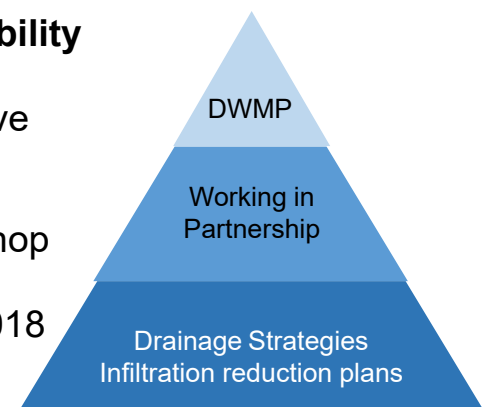 bility
ve
hop
018
DWMP
Working in
Partnership
Drainage Strategies
Infiltration reduction plans